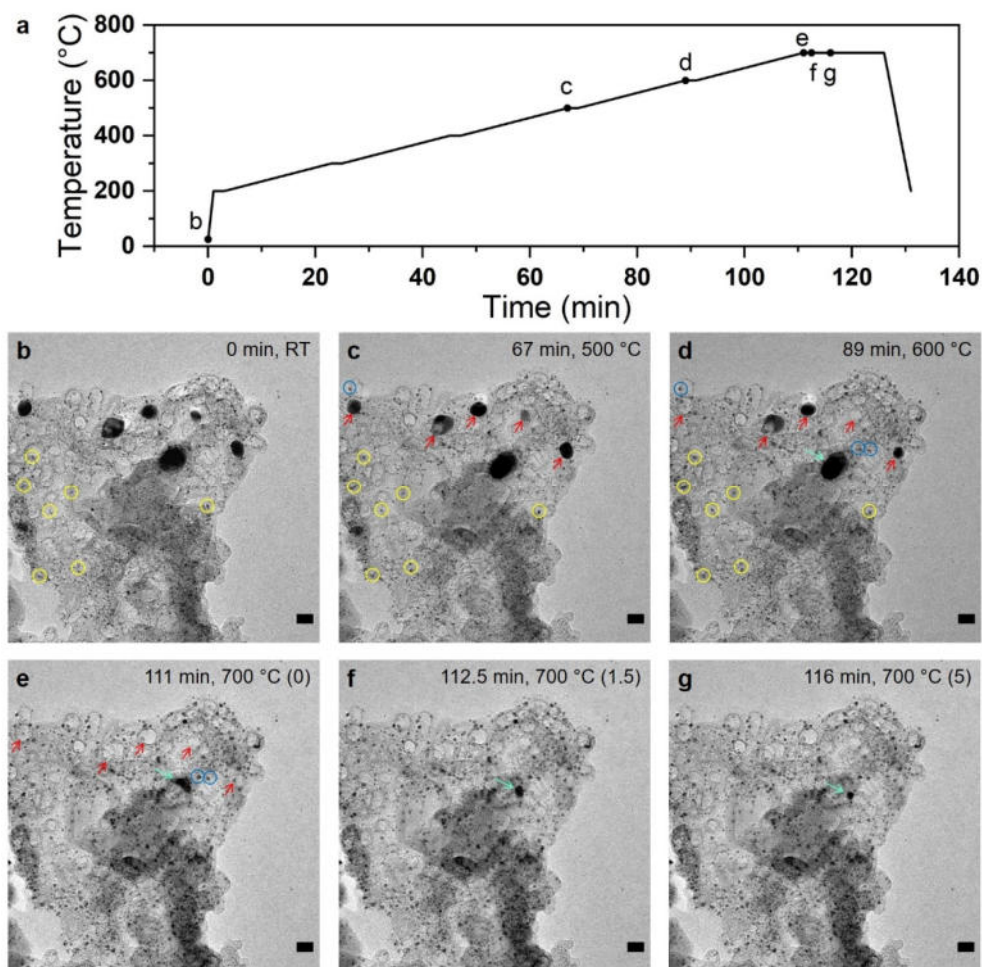 a
800
600
400
200
0
Temperature (°C)
b
c
d
e
f g
0 20 40 60 80 100 120 140
Time (min)
b 0 min, RT
c 67 min, 500 °C
d 89 min, 600 °C
e 111 min, 700 °C (0)
f 112.5 min, 700 °C (1.5)
g 116 min, 700 °C (5)